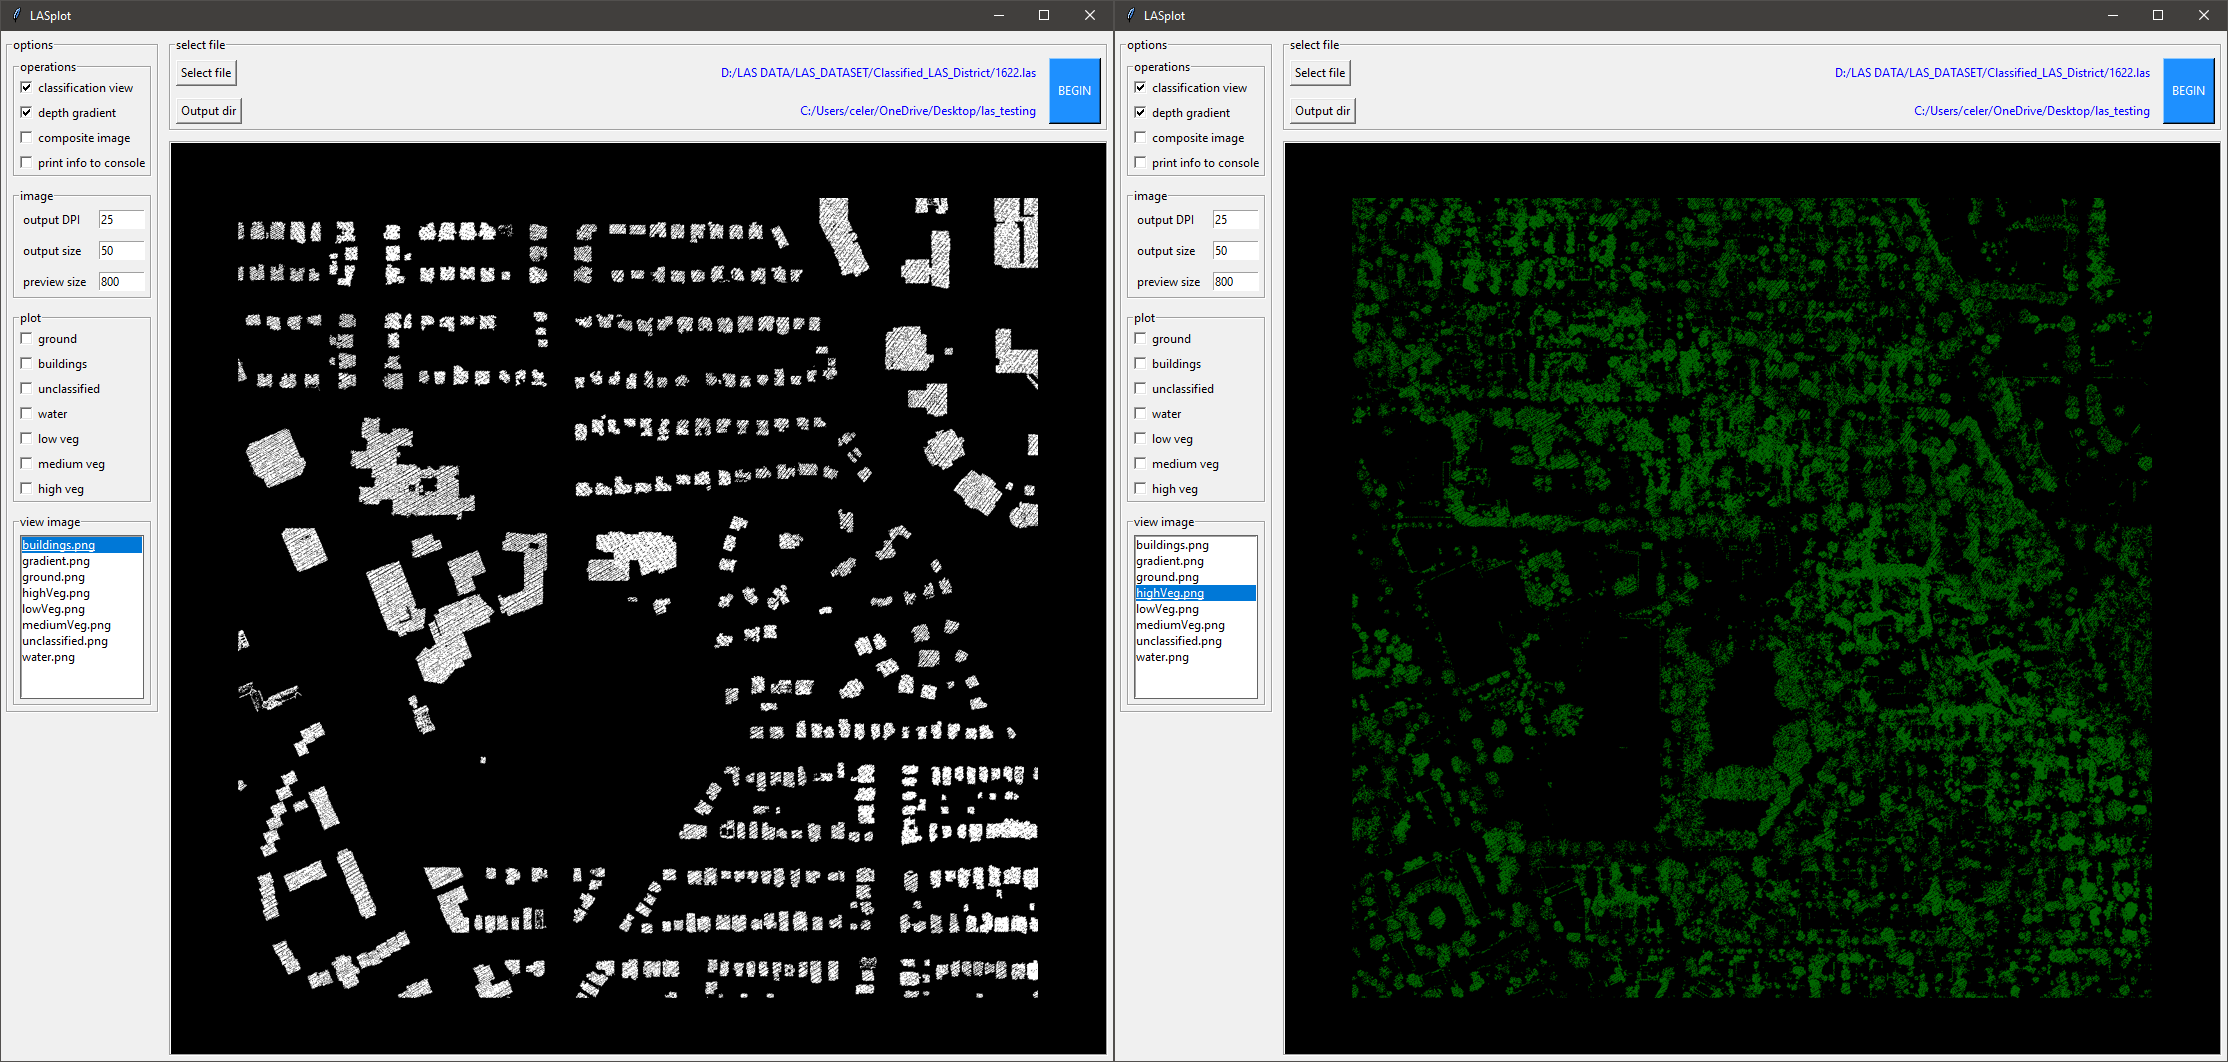 LASplot
options
operations
classification view
depth gradient
composite image
print info to console
image
output DPI 25
output size 50
preview size 800
plot
ground
buildings
unclassified
water
low veg
medium veg
high veg
view image
buildings.png
gradient.png
ground.png
highVeg.png
lowVeg.png
mediumVeg.png
unclassified.png
water.png
select file
Select file D:/LAS DATA/LAS_DATASET/Classified_LAS_District/1622.las
Output dir C:/Users/celer/OneDrive/Desktop/las_testing
BEGIN
LASplot
options
operations
classification view
depth gradient
composite image
print info to console
image
output DPI 25
output size 50
preview size 800
plot
ground
buildings
unclassified
water
low veg
medium veg
high veg
view image
buildings.png
gradient.png
ground.png
highVeg.png
lowVeg.png
mediumVeg.png
unclassified.png
water.png
select file
Select file D:/LAS DATA/LAS_DATASET/Classified_LAS_District/1622.las
Output dir C:/Users/celer/OneDrive/Desktop/las_testing
BEGIN